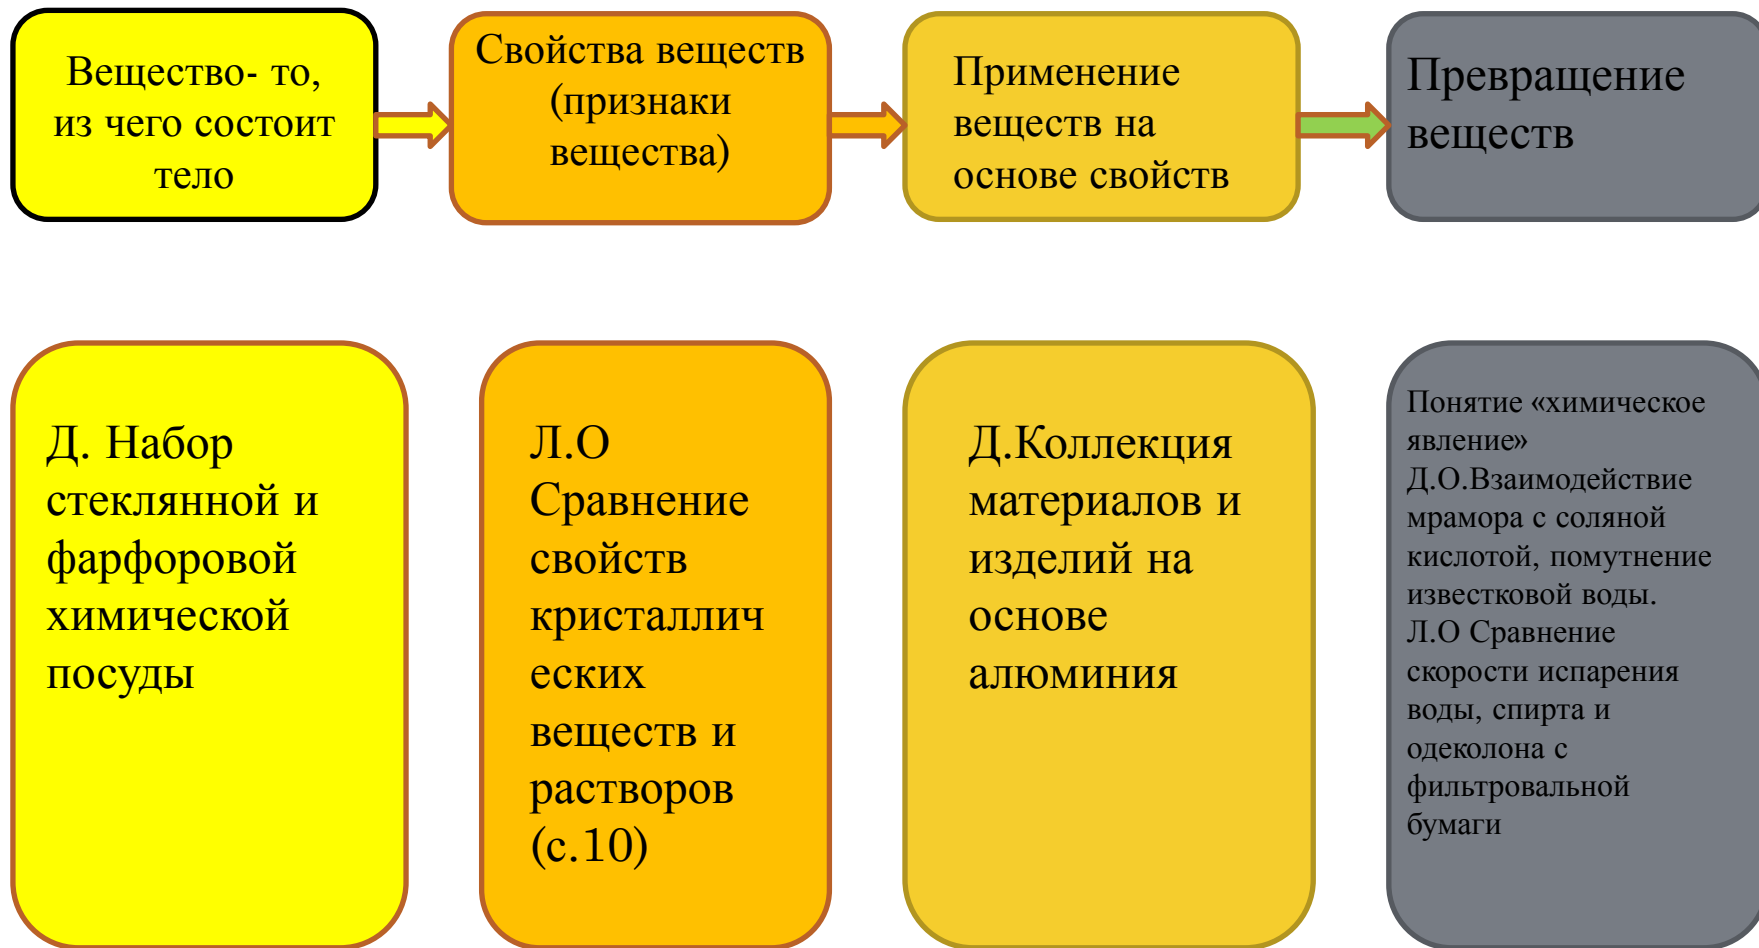 Вещество- то,
из чего состоит
тело
Свойства веществ
(признаки
вещества)
Применение
веществ на
основе свойств
Превращение
веществ
Д. Набор
стеклянной и
фарфоровой
химической
посуды
Л.О
Сравнение
свойств
кристаллич
еских
веществ и
растворов
(с.10)
Д.Коллекция
материалов и
изделий на
основе
алюминия
Понятие «химическое
явление»
Д.О.Взаимодействие
мрамора с соляной
кислотой, помутнение
известковой воды.
Л.О Сравнение
скорости испарения
воды, спирта и
одеколона с
фильтровальной
бумаги